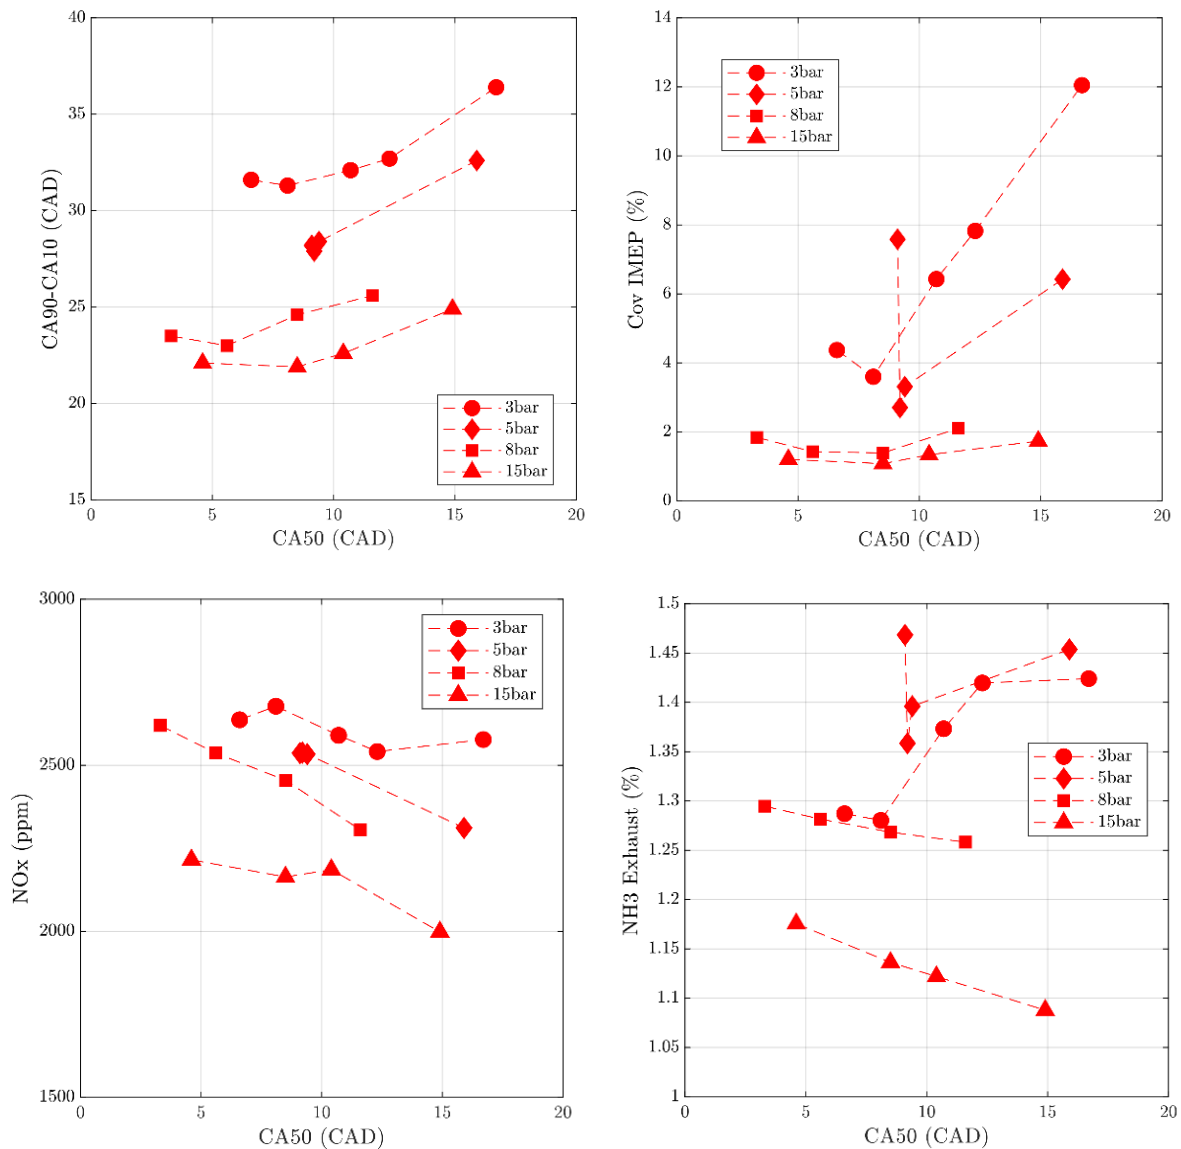 40
35
30
25
20
15
CA90-CA10 (CAD)
3bar
5bar
8bar
15bar
0
5
10
15
20
CA50 (CAD)
14
12
10
8
6
4
2
0
Cov IMEP (%)
3bar
5bar
8bar
15bar
0
5
10
15
20
CA50 (CAD)
3000
2500
2000
1500
NOx (ppm)
3bar
5bar
8bar
15bar
0
5
10
15
20
CA50 (CAD)
1.5
1.45
1.4
1.35
1.3
1.25
1.2
1.15
1.1
1.05
1
NH3 Exhaust (%)
3bar
5bar
8bar
15bar
0
5
10
15
20
CA50 (CAD)